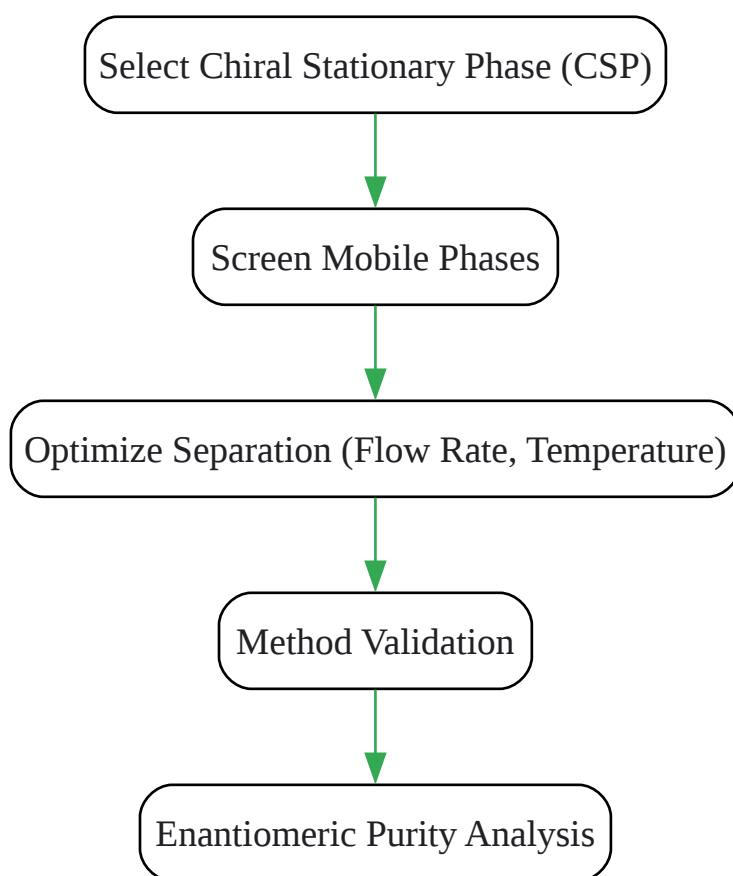 Select Chiral Stationary Phase (CSP)
Screen Mobile Phases
Optimize Separation (Flow Rate, Temperature)
Method Validation
Enantiomeric Purity Analysis